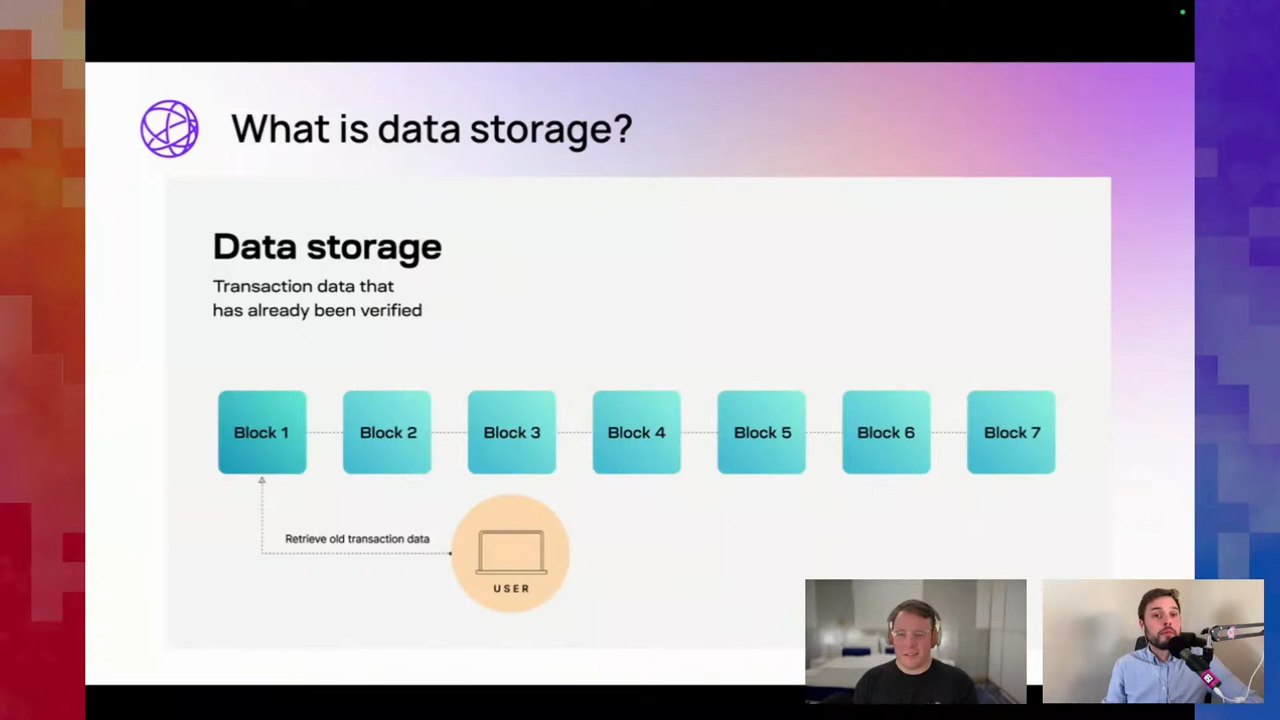 What is data storage?
Data storage
Transaction data that
has already been verified
Block 1
Block 2
Block 3
Block 4
Block 5
Block 6
Block 7
Retrieve old transaction data
USER